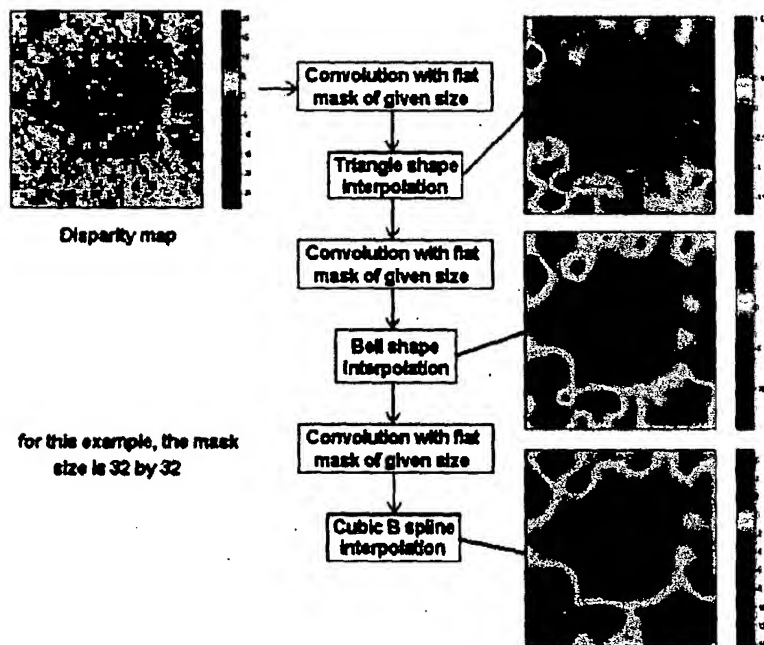 Convolution with flat
mask of given size
Triangle shape
interpolation
Disparity map
Convolution with flat
mask of given size
Bell shape
interpolation
for this example, the mask
size is 32 by 32
Convolution with flat
mask of given size
Cubic B spline
interpolation